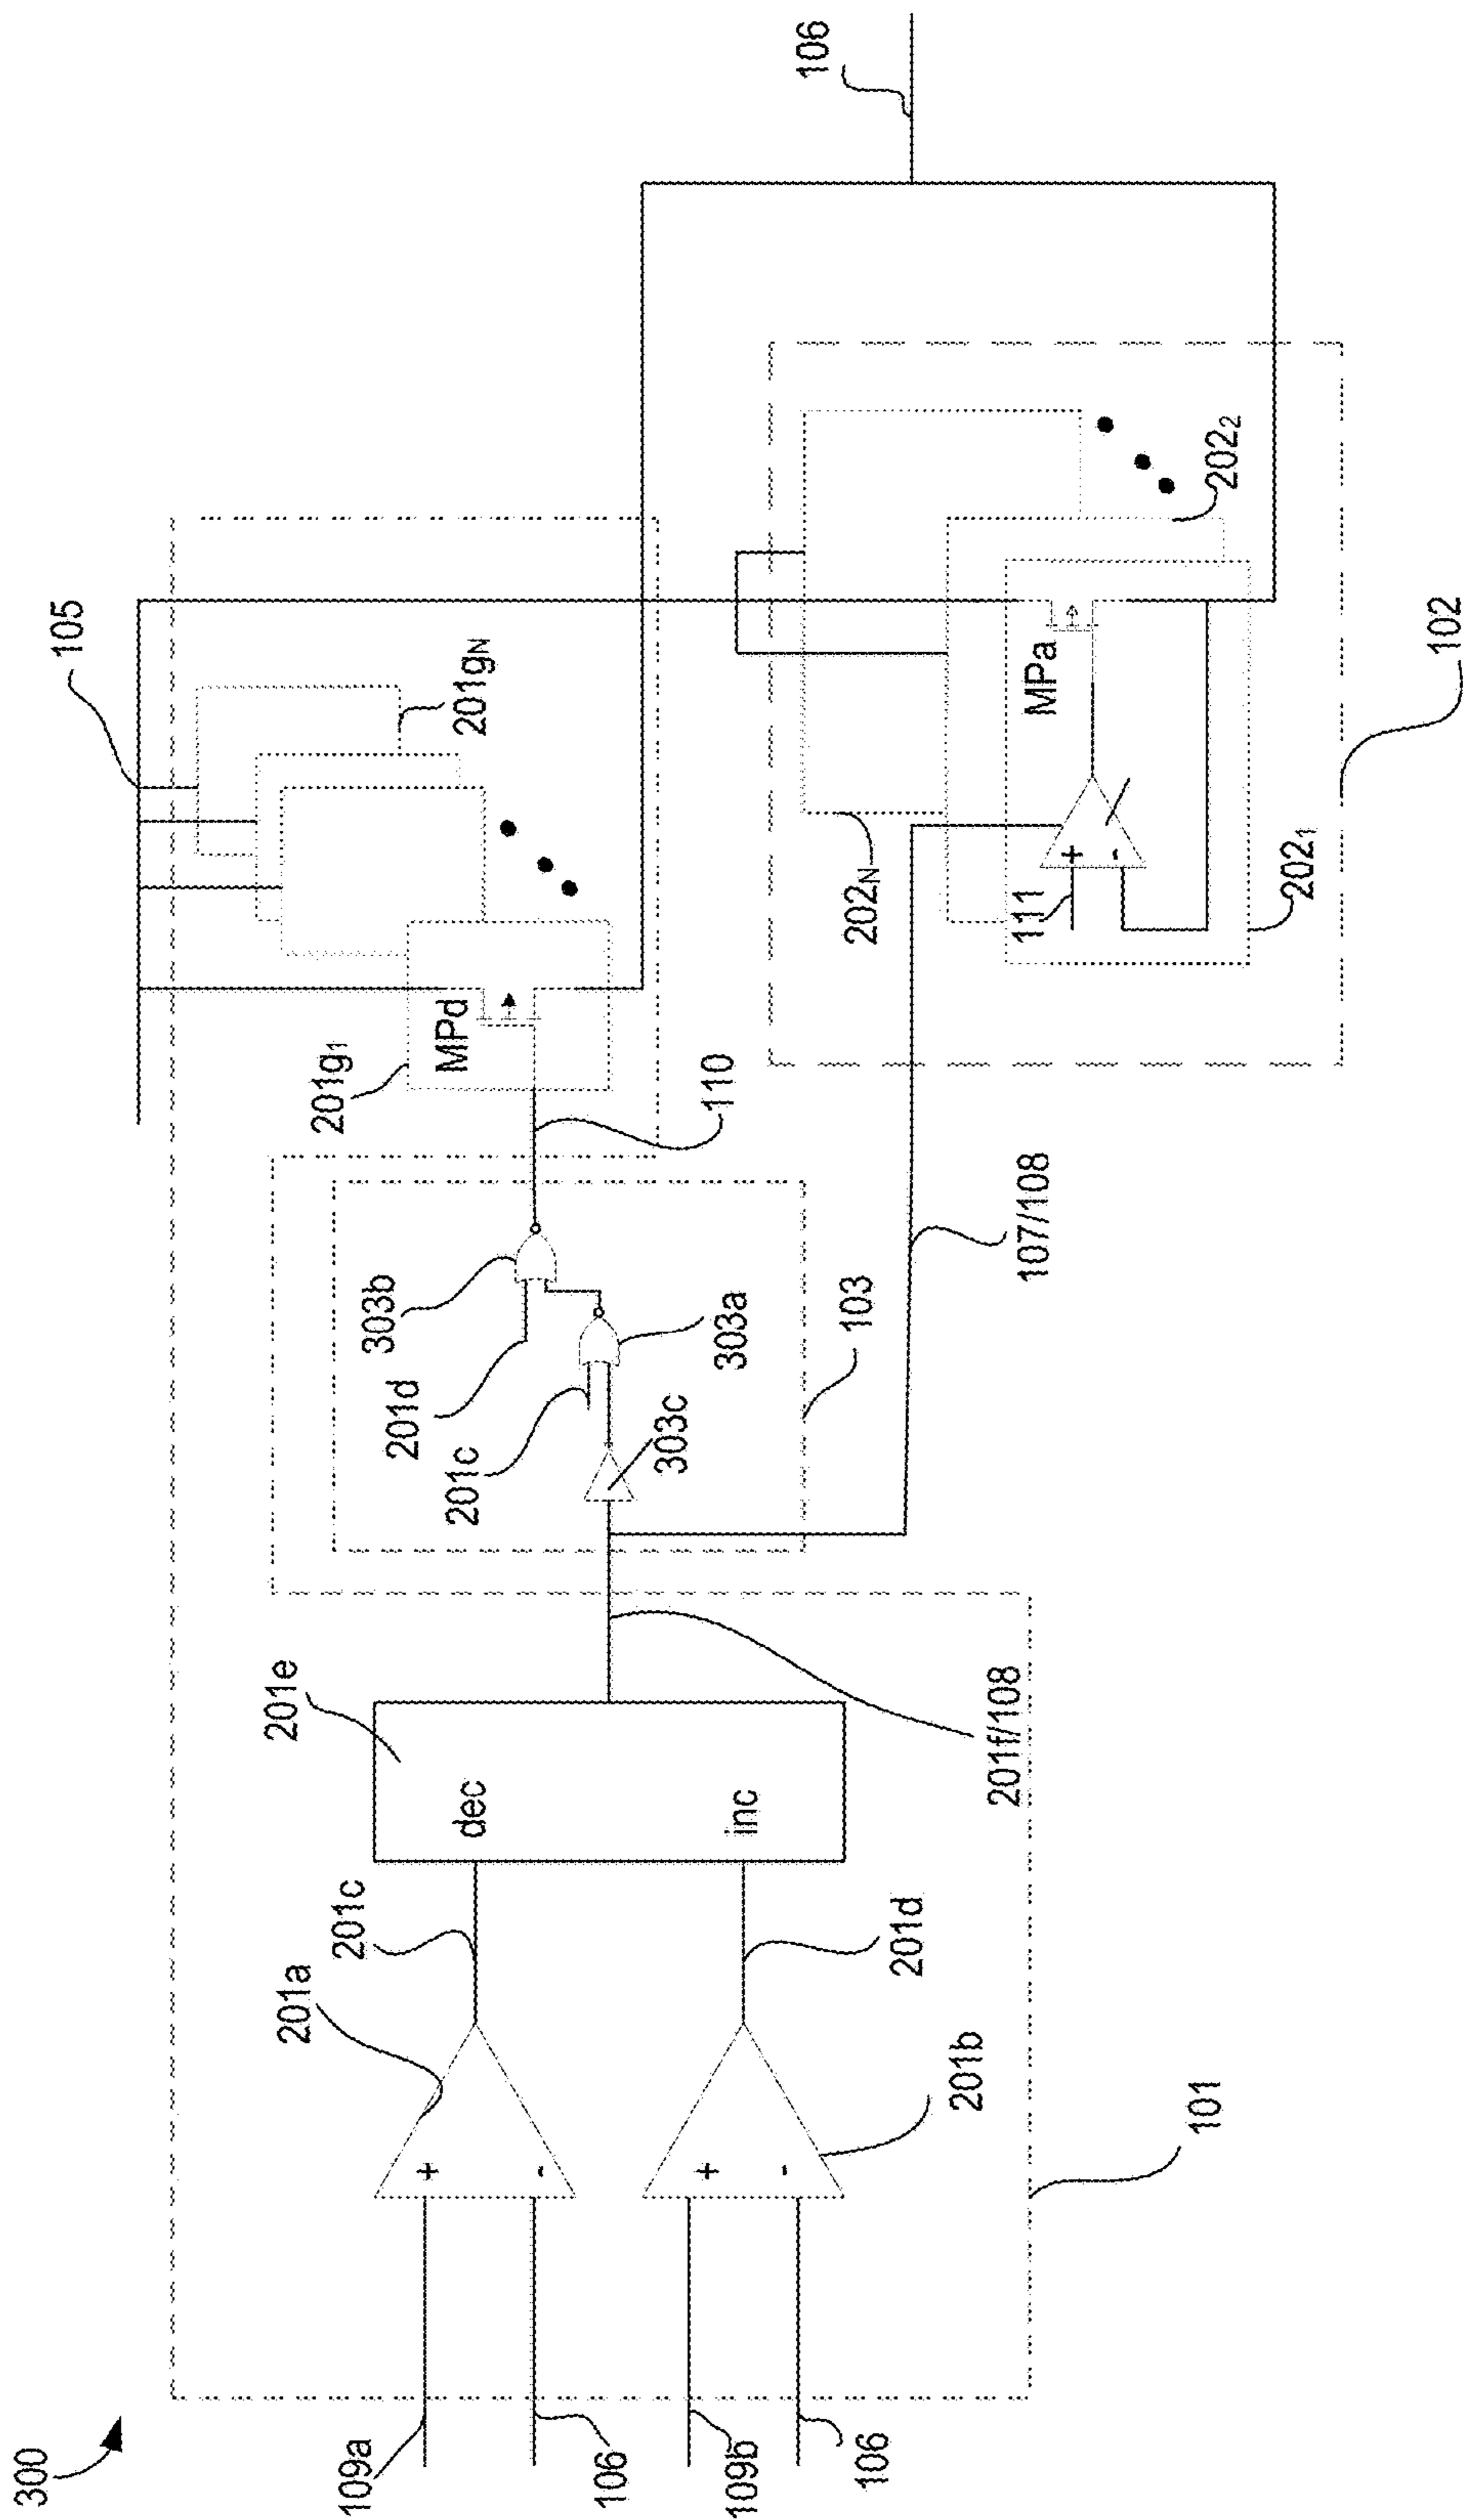 300
105
106
201g1
MPd
201gN
109a
106
109b
106
+
-
+
-
201a
201b
201c
201d
201e
dec
inc
201f/108
201c
201d
303b
303a
303c
103
110
107/108
101
202N
111
+
-
MPa
2022
2021
102